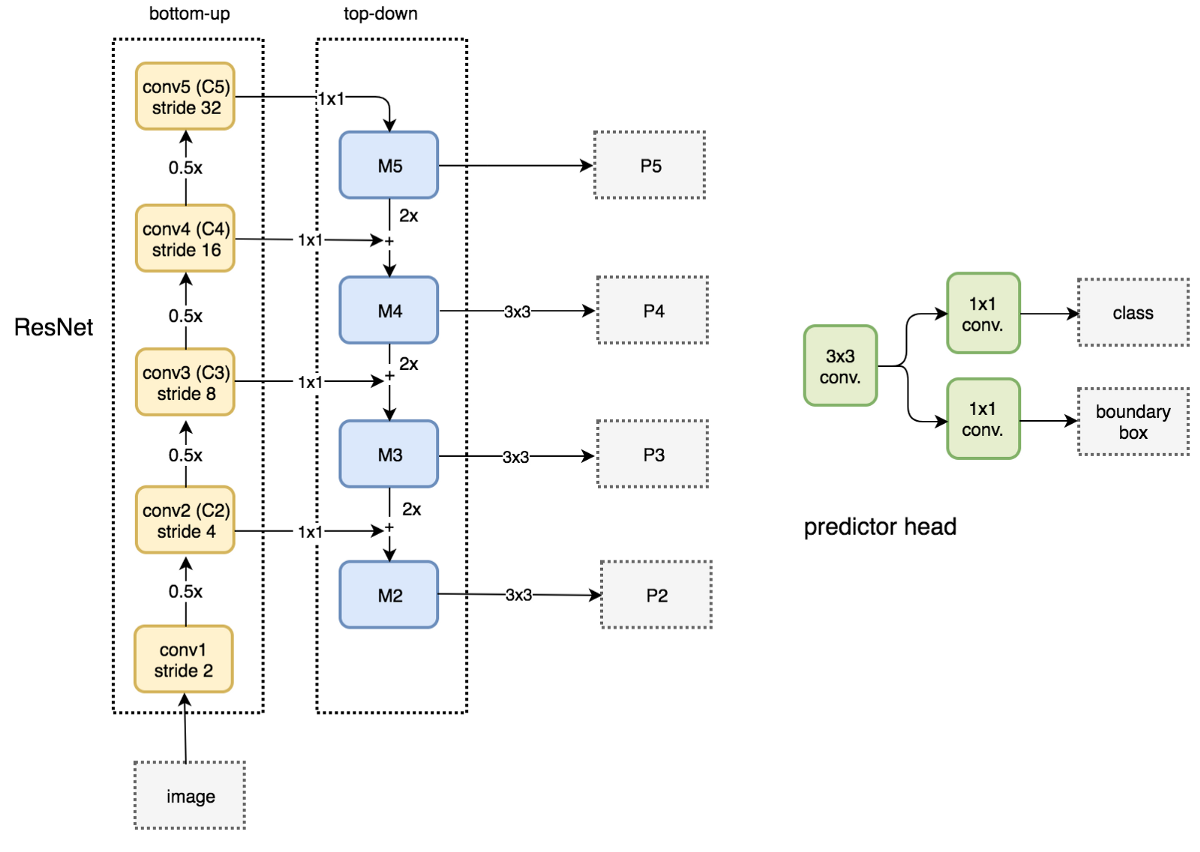 bottom-up
top-down
conv5 (C5)
stride 32
1x1
M5
P5
0.5x
2x
conv4 (C4)
stride 16
1x1
+
M4
3x3
P4
0.5x
2x
ResNet
conv3 (C3)
stride 8
1x1
+
M3
3x3
P3
0.5x
2x
conv2 (C2)
stride 4
1x1
+
M2
3x3
P2
0.5x
conv1
stride 2
image
3x3
conv.
1x1
conv.
class
1x1
conv.
boundary
box
predictor head